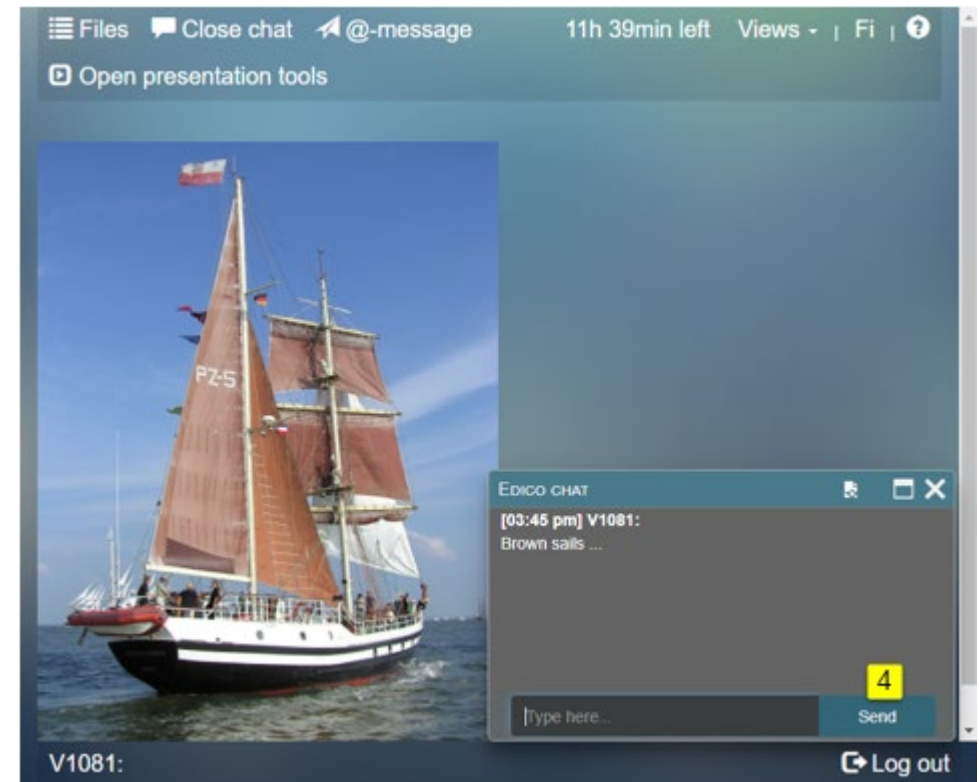 Files Close chat @-message 11h 39min left Views | Fi | ?
Open presentation tools
PZ-5
EDICO CHAT
[03:45 pm] V1081:
Brown sails ...
4
Type here... Send
V1081: Log out